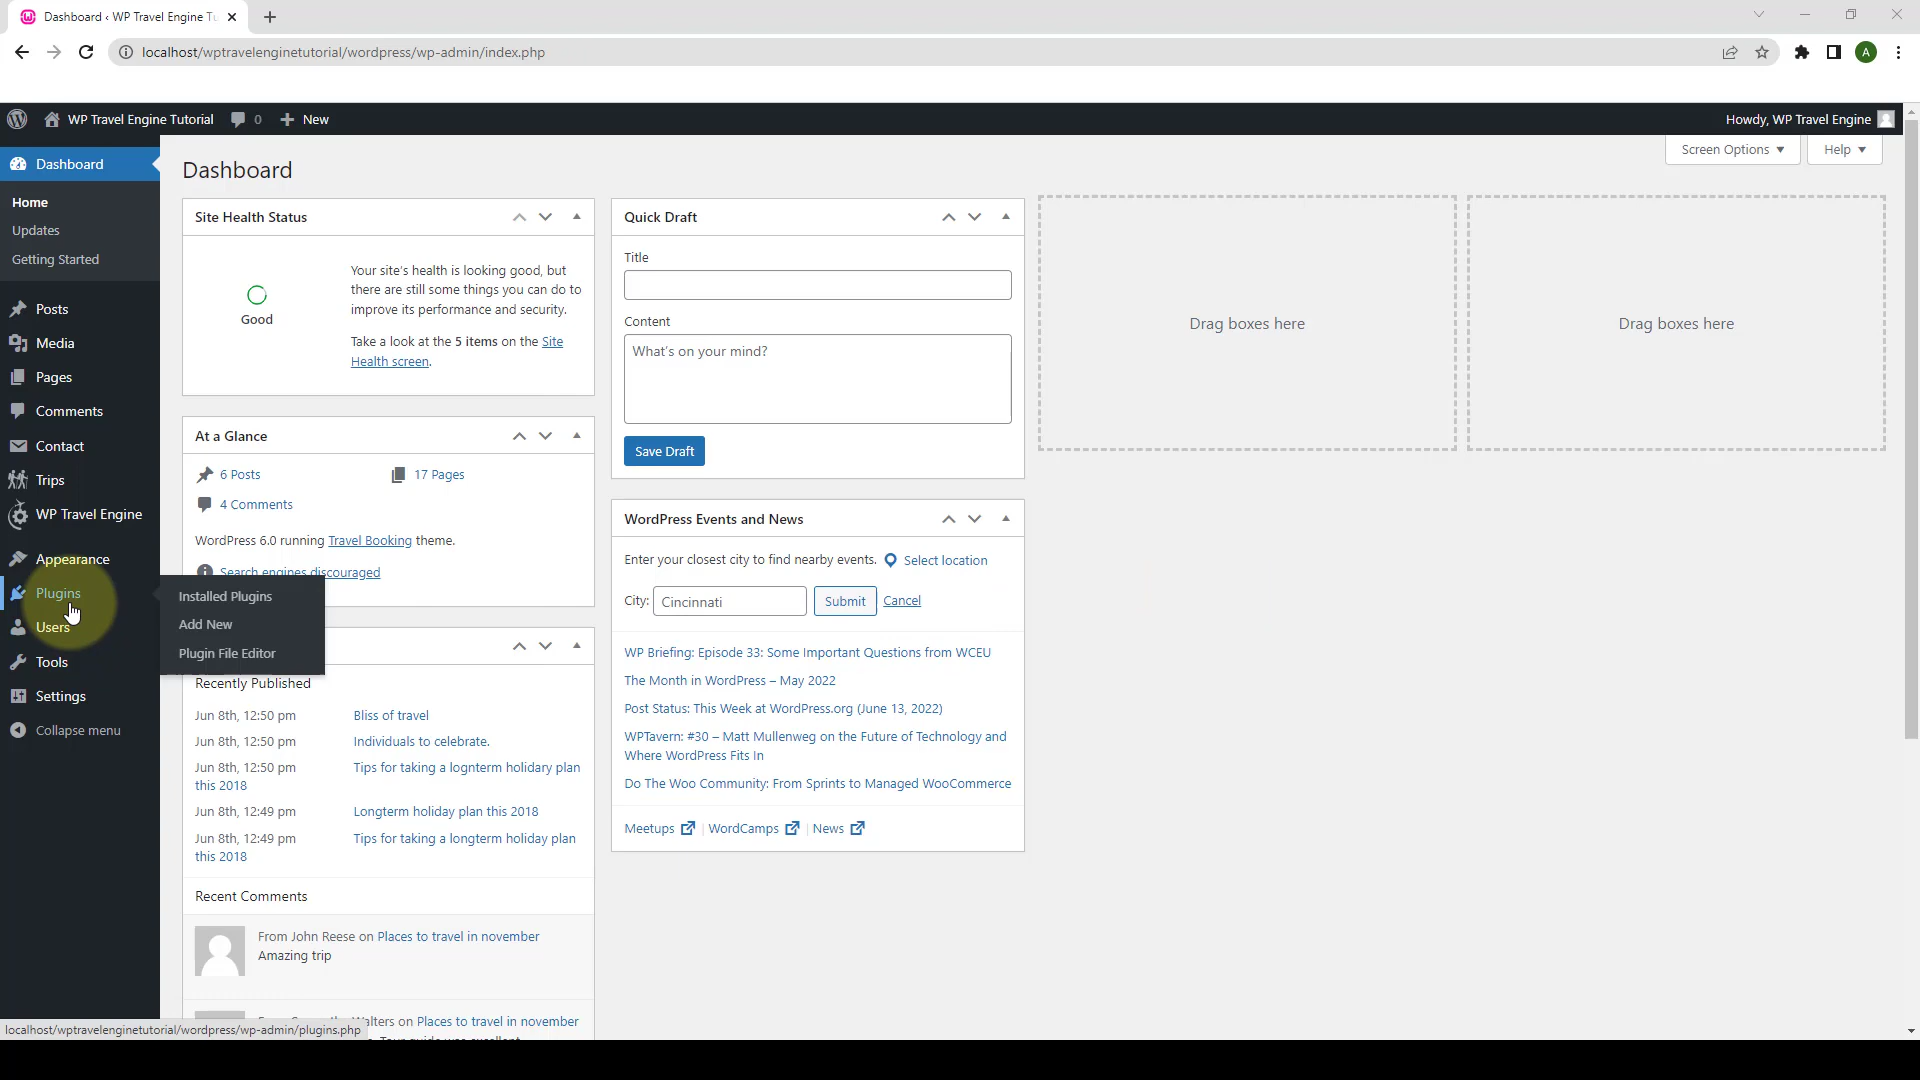 Dashboard ‹ WP Travel Engine Tu
localhost/wptravelenginetutorial/wordpress/wp-admin/index.php
A
WP Travel Engine Tutorial
0
New
Howdy, WP Travel Engine
Dashboard
Home
Updates
Getting Started
Posts
Media
Pages
Comments
Contact
Trips
WP Travel Engine
Appearance
Plugins
Users
Tools
Settings
Collapse menu
Installed Plugins
Add New
Plugin File Editor
Screen Options ▼
Help ▼
Dashboard
Site Health Status
Good
Your site's health is looking good, but
there are still some things you can do to
improve its performance and security.
Take a look at the 5 items on the Site
Health screen.
At a Glance
6 Posts
17 Pages
4 Comments
WordPress 6.0 running Travel Booking theme.
Search engines discouraged
Recently Published
Jun 8th, 12:50 pm Bliss of travel
Jun 8th, 12:50 pm Individuals to celebrate.
Jun 8th, 12:50 pm Tips for taking a lognterm holidary plan
this 2018
Jun 8th, 12:49 pm Longterm holiday plan this 2018
Jun 8th, 12:49 pm Tips for taking a longterm holiday plan
this 2018
Recent Comments
From John Reese on Places to travel in november
Amazing trip
on Places to travel in november
Quick Draft
Title
Content
What's on your mind?
Save Draft
WordPress Events and News
Enter your closest city to find nearby events. Select location
City: Cincinnati Submit Cancel
WP Briefing: Episode 33: Some Important Questions from WCEU
The Month in WordPress – May 2022
Post Status: This Week at WordPress.org (June 13, 2022)
WPTavern: #30 – Matt Mullenweg on the Future of Technology and
Where WordPress Fits In
Do The Woo Community: From Sprints to Managed WooCommerce
Meetups | WordCamps | News
Drag boxes here
Drag boxes here
localhost/wptravelenginetutorial/wordpress/wp-admin/plugins.php